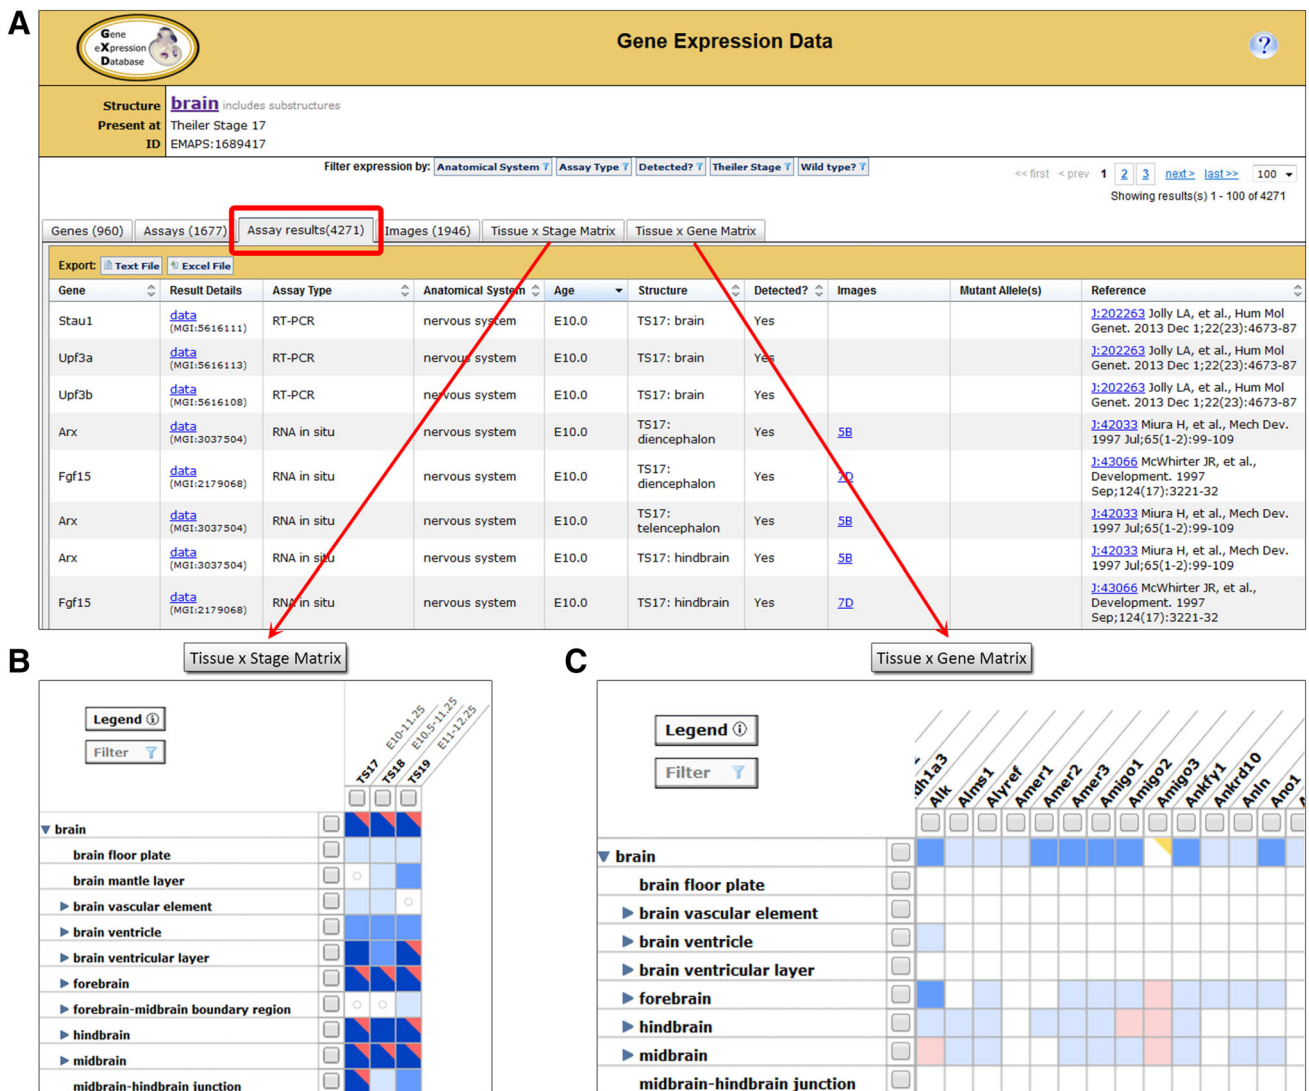 A
Gene
eXpression
Database
Gene Expression Data
?
Structure brain includes substructures
Present at Theiler Stage 17
ID EMAPS:1689417
Filter expression by: Anatomical System Assay Type Detected? Theiler Stage Wild type?
<< first < prev 1 2 3 next > last >> 100
Showing results(s) 1 - 100 of 4271
Genes (960) Assays (1677) Assay results(4271) Images (1946) Tissue x Stage Matrix Tissue x Gene Matrix
Export: Text File Excel File
Gene Result Details Assay Type Anatomical System Age Structure Detected? Images Mutant Allele(s) Reference
Stau1 data (MGI:5616111) RT-PCR nervous system E10.0 TS17: brain Yes J:202263 Jolly LA, et al., Hum Mol
Genet. 2013 Dec 1;22(23):4673-87
Upf3a data (MGI:5616113) RT-PCR nervous system E10.0 TS17: brain Yes J:202263 Jolly LA, et al., Hum Mol
Genet. 2013 Dec 1;22(23):4673-87
Upf3b data (MGI:5616108) RT-PCR nervous system E10.0 TS17: brain Yes J:202263 Jolly LA, et al., Hum Mol
Genet. 2013 Dec 1;22(23):4673-87
Arx data (MGI:3037504) RNA in situ nervous system E10.0 TS17: diencephalon Yes 5B J:42033 Miura H, et al., Mech Dev.
1997 Jul;65(1-2):99-109
Fgf15 data (MGI:2179068) RNA in situ nervous system E10.0 TS17: diencephalon Yes 7D J:43066 McWhirter JR, et al.,
Development. 1997
Sep;124(17):3221-32
Arx data (MGI:3037504) RNA in situ nervous system E10.0 TS17: telencephalon Yes 5B J:42033 Miura H, et al., Mech Dev.
1997 Jul;65(1-2):99-109
Arx data (MGI:3037504) RNA in situ nervous system E10.0 TS17: hindbrain Yes 5B J:42033 Miura H, et al., Mech Dev.
1997 Jul;65(1-2):99-109
Fgf15 data (MGI:2179068) RNA in situ nervous system E10.0 TS17: hindbrain Yes 7D J:43066 McWhirter JR, et al.,
Development. 1997
Sep;124(17):3221-32
B
Tissue x Stage Matrix
Legend
Filter
TS17 E10-11.25
TS18 E10.5-11.25
TS19 E11-12.25
brain
brain floor plate
brain mantle layer
brain vascular element
brain ventricle
brain ventricular layer
forebrain
forebrain-midbrain boundary region
hindbrain
midbrain
midbrain-hindbrain junction
C
Tissue x Gene Matrix
Legend
Filter
dh1a3
Alk
Alms1
Alyref
Amer1
Amer2
Amer3
Amigo1
Amigo2
Amigo3
Ankfy1
Ankrd10
Anln
Ano1
brain
brain floor plate
brain vascular element
brain ventricle
brain ventricular layer
forebrain
hindbrain
midbrain
midbrain-hindbrain junction